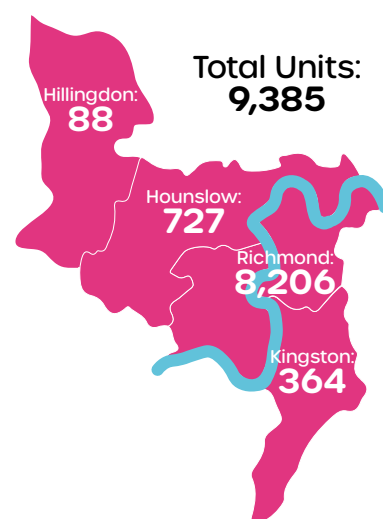 Total Units:
9,385
Hillingdon:
88
Hounslow:
727
Richmond:
8,206
Kingston:
364